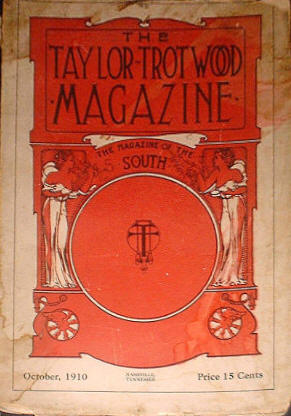 THE
TAYLOR-TROTWOOD
MAGAZINE
THE MAGAZINE OF THE
SOUTH
October, 1910
NASHVILLE,
TENNESSEE
Price 15 Cents